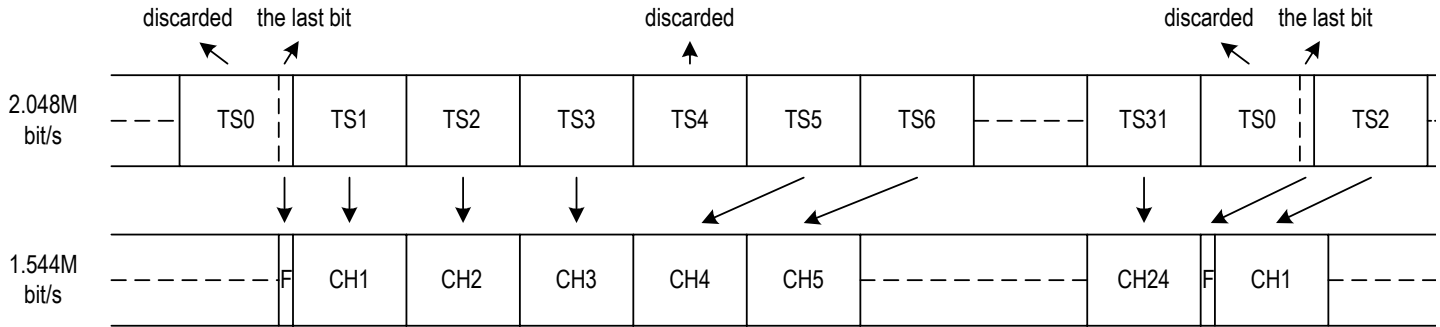 discarded the last bit discarded discarded the last bit
2.048M
bit/s
TS0 TS1 TS2 TS3 TS4 TS5 TS6 TS31 TS0 TS2
1.544M
bit/s
F CH1 CH2 CH3 CH4 CH5 CH24 F CH1